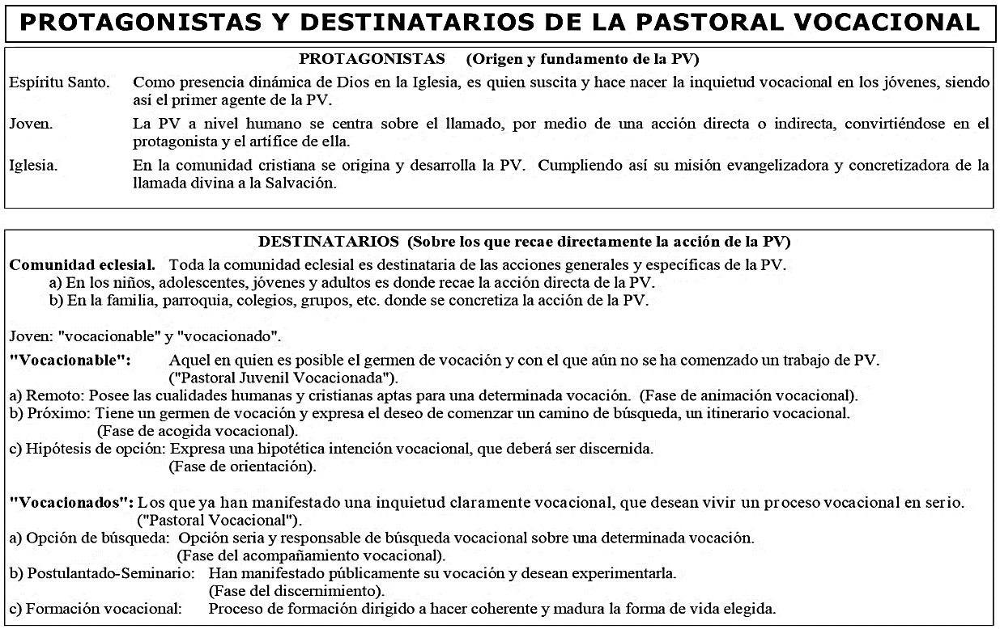 PROTAGONISTAS Y DESTINATARIOS DE LA PASTORAL VOCACIONAL
PROTAGONISTAS (Origen y fundamento de la PV)
Espíritu Santo. Como presencia dinámica de Dios en la Iglesia, es quien suscita y hace nacer la inquietud vocacional en los jóvenes, siendo
así el primer agente de la PV.
Joven. La PV a nivel humano se centra sobre el llamado, por medio de una acción directa o indirecta, convirtiéndose en el
protagonista y el artífice de ella.
Iglesia. En la comunidad cristiana se origina y desarrolla la PV. Cumpliendo así su misión evangelizadora y concretizadora de la
llamada divina a la Salvación.
DESTINATARIOS (Sobre los que recae directamente la acción de la PV)
Comunidad eclesial. Toda la comunidad eclesial es destinataria de las acciones generales y específicas de la PV.
a) En los niños, adolescentes, jóvenes y adultos es donde recae la acción directa de la PV.
b) En la familia, parroquia, colegios, grupos, etc. donde se concretiza la acción de la PV.
Joven: "vocacionable" y "vocacionado".
"Vocacionable": Aquel en quien es posible el germen de vocación y con el que aún no se ha comenzado un trabajo de PV.
("Pastoral Juvenil Vocacionada").
a) Remoto: Posee las cualidades humanas y cristianas aptas para una determinada vocación. (Fase de animación vocacional).
b) Próximo: Tiene un germen de vocación y expresa el deseo de comenzar un camino de búsqueda, un itinerario vocacional.
(Fase de acogida vocacional).
c) Hipótesis de opción: Expresa una hipotética intención vocacional, que deberá ser discernida.
(Fase de orientación).
"Vocacionados": Los que ya han manifestado una inquietud claramente vocacional, que desean vivir un proceso vocacional en serio.
("Pastoral Vocacional").
a) Opción de búsqueda: Opción seria y responsable de búsqueda vocacional sobre una determinada vocación.
(Fase del acompañamiento vocacional).
b) Postulantado-Seminario: Han manifestado públicamente su vocación y desean experimentarla.
(Fase del discernimiento).
c) Formación vocacional: Proceso de formación dirigido a hacer coherente y madura la forma de vida elegida.